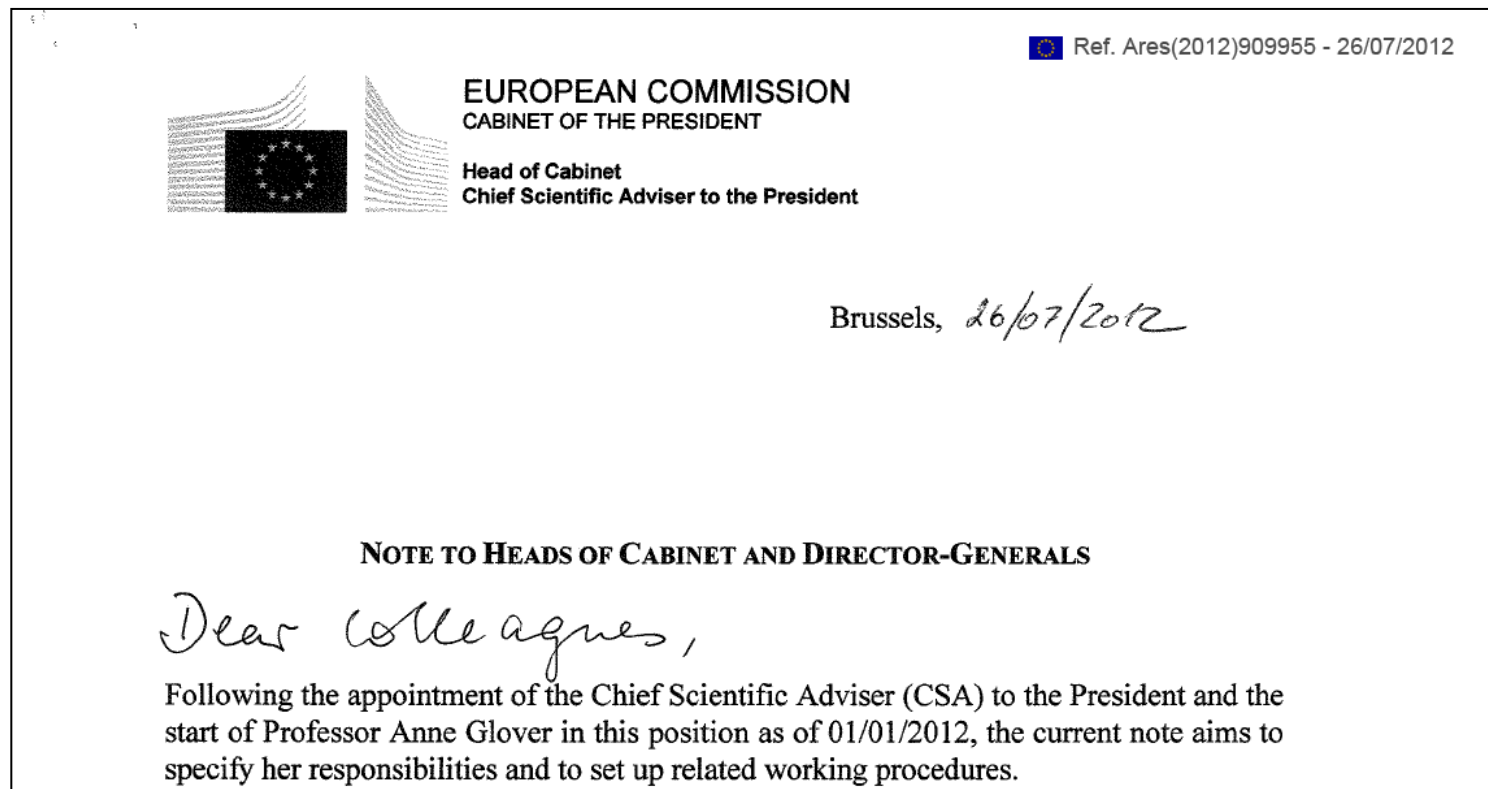 Ref. Ares(2012)909955 - 26/07/2012
EUROPEAN COMMISSION
CABINET OF THE PRESIDENT
Head of Cabinet
Chief Scientific Adviser to the President
Brussels, 26/07/2012
NOTE TO HEADS OF CABINET AND DIRECTOR-GENERALS
Dear Colleagues,
Following the appointment of the Chief Scientific Adviser (CSA) to the President and the
start of Professor Anne Glover in this position as of 01/01/2012, the current note aims to
specify her responsibilities and to set up related working procedures.